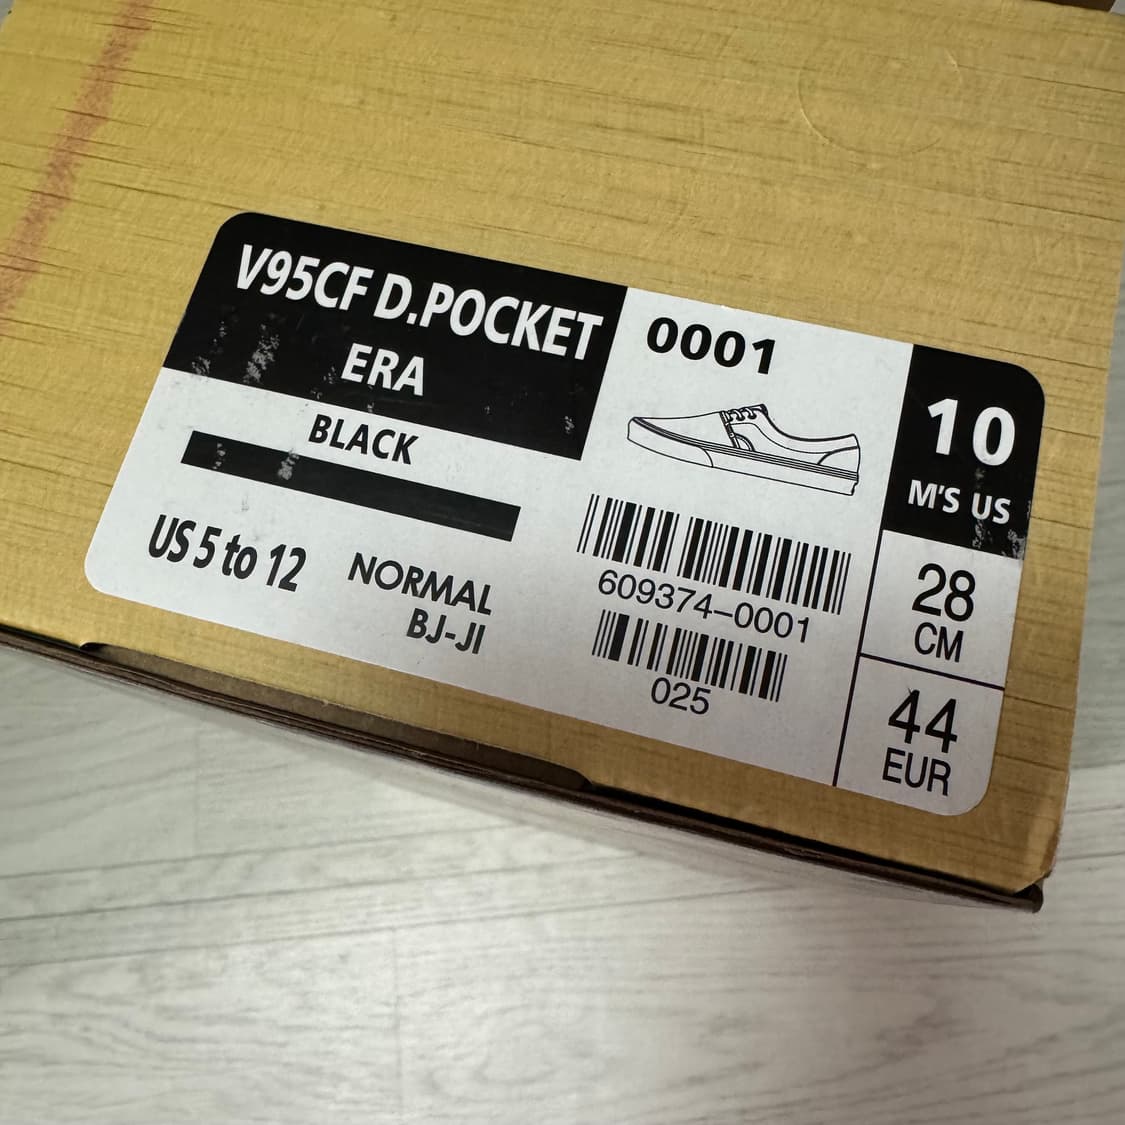 V95CF D.POCKET
ERA
BLACK
US 5 to 12
NORMAL
BJ-JI
0001
609374-0001
025
10
M'S US
28
CM
44
EUR